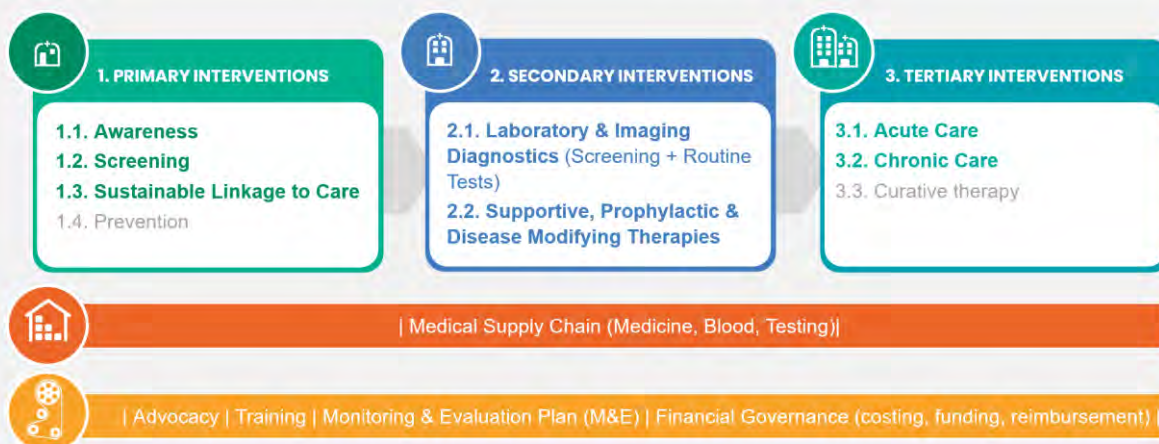 1. PRIMARY INTERVENTIONS
1.1. Awareness
1.2. Screening
1.3. Sustainable Linkage to Care
1.4. Prevention
2. SECONDARY INTERVENTIONS
2.1. Laboratory & Imaging
Diagnostics (Screening + Routine
Tests)
2.2. Supportive, Prophylactic &
Disease Modifying Therapies
3. TERTIARY INTERVENTIONS
3.1. Acute Care
3.2. Chronic Care
3.3. Curative therapy
| Medical Supply Chain (Medicine, Blood, Testing)|
| Advocacy | Training | Monitoring & Evaluation Plan (M&E) | Financial Governance (costing, funding, reimbursement) |